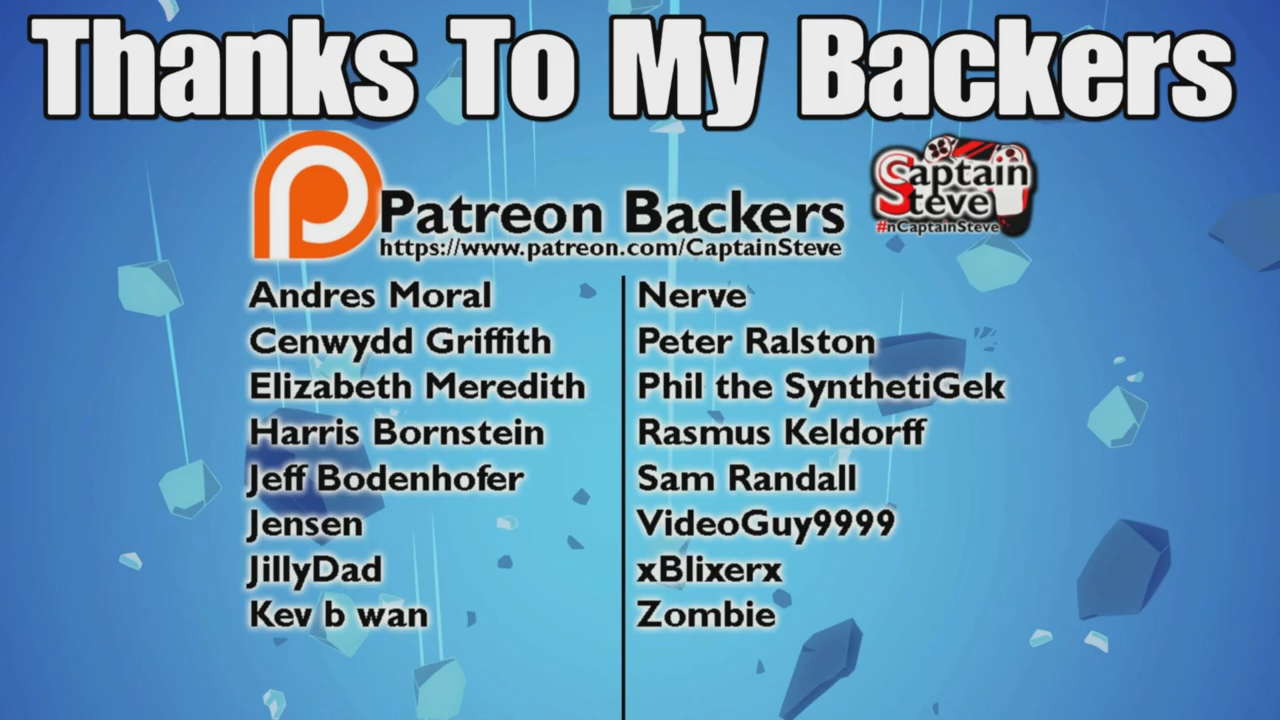 Thanks To My Backers
Patreon Backers
https://www.patreon.com/CaptainSteve
Captain
Steve
#nCaptainSteve
Andres Moral
Cenwydd Griffith
Elizabeth Meredith
Harris Bornstein
Jeff Bodenhofer
Jensen
JillyDad
Kev b wan
Nerve
Peter Ralston
Phil the SynthetiGek
Rasmus Keldorff
Sam Randall
VideoGuy9999
xBlixerx
Zombie